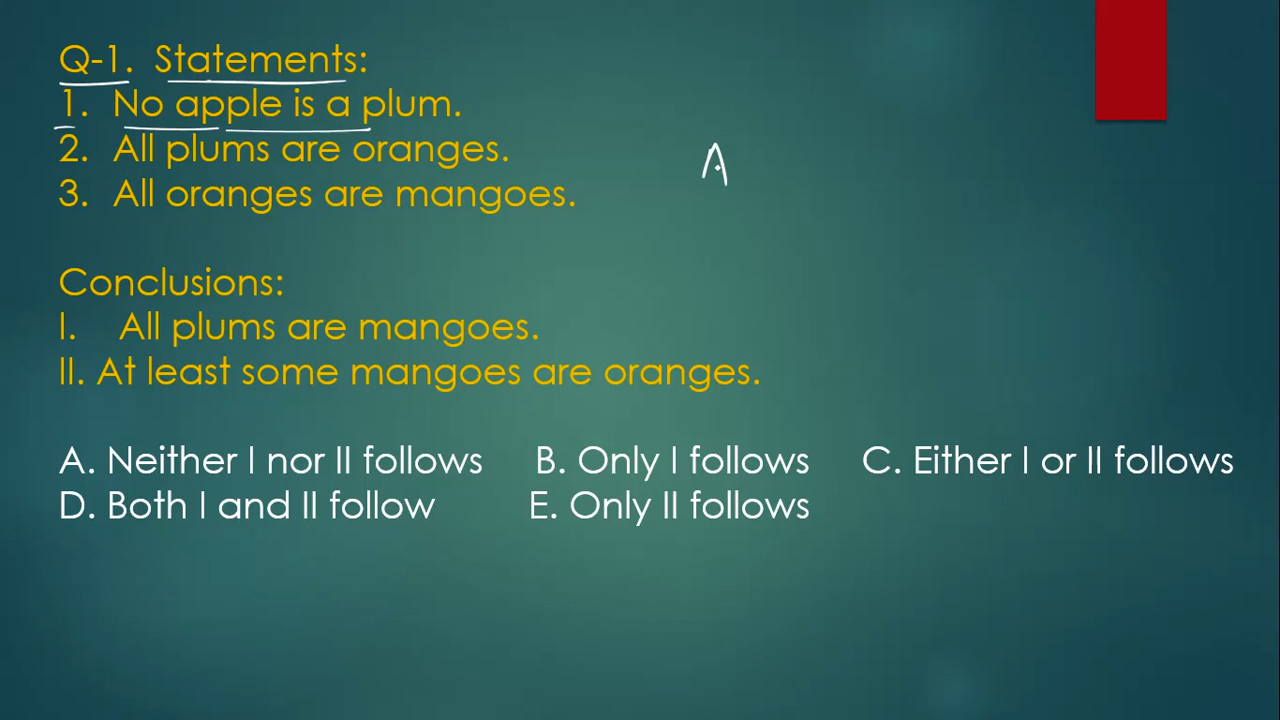 Q-1. Statements:
1. No apple is a plum.
2. All plums are oranges.
A
3. All oranges are mangoes.
Conclusions:
I. All plums are mangoes.
II. At least some mangoes are oranges.
A. Neither I nor II follows B. Only I follows C. Either I or II follows
D. Both I and II follow E. Only II follows